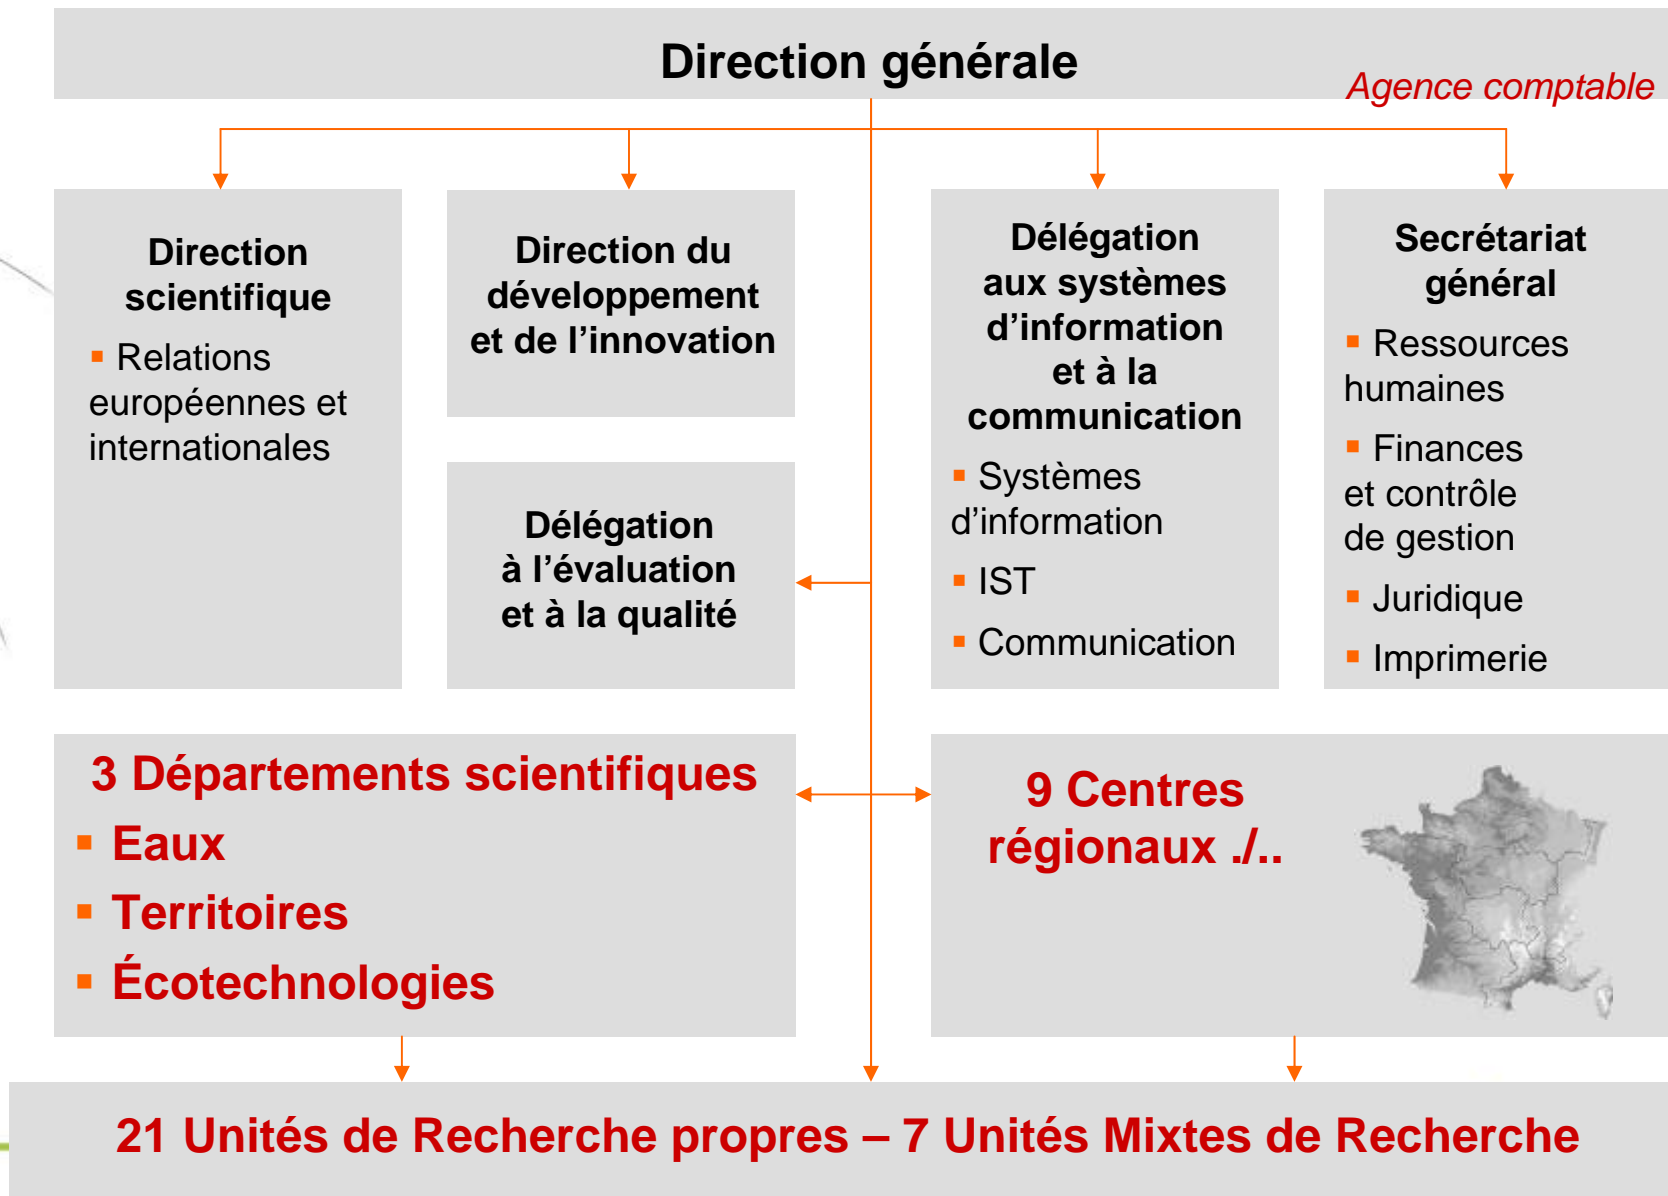 Direction générale
Agence comptable
Direction
scientifique
▪ Relations
européennes et
internationales
Direction du
développement
et de l’innovation
Délégation
à l’évaluation
et à la qualité
Délégation
aux systèmes
d’information
et à la
communication
▪ Systèmes
d’information
▪ IST
▪ Communication
Secrétariat
général
▪ Ressources
humaines
▪ Finances
et contrôle
de gestion
▪ Juridique
▪ Imprimerie
3 Départements scientifiques
▪ Eaux
▪ Territoires
▪ Écotechnologies
9 Centres
régionaux ./..
21 Unités de Recherche propres – 7 Unités Mixtes de Recherche